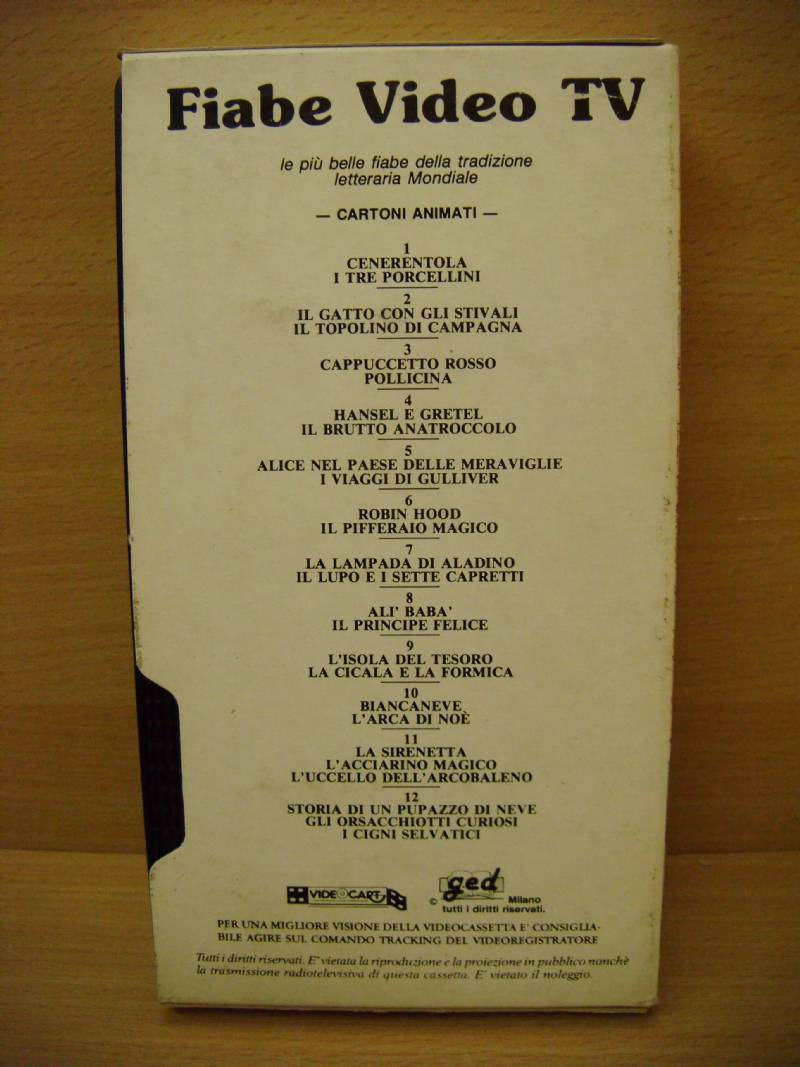 Fiabe Video TV
le più belle fiabe della tradizione
letteraria Mondiale
— CARTONI ANIMATI —
1
CENERENTOLA
I TRE PORCELLINI
2
IL GATTO CON GLI STIVALI
IL TOPOLINO DI CAMPAGNA
3
CAPPUCCETTO ROSSO
POLLICINA
4
HANSEL E GRETEL
IL BRUTTO ANATROCCOLO
5
ALICE NEL PAESE DELLE MERAVIGLIE
I VIAGGI DI GULLIVER
6
ROBIN HOOD
IL PIFFERAIO MAGICO
7
LA LAMPADA DI ALADINO
IL LUPO E I SETTE CAPRETTI
8
ALI' BABA'
IL PRINCIPE FELICE
9
L'ISOLA DEL TESORO
LA CICALA E LA FORMICA
10
BIANCANEVE
L'ARCA DI NOÈ
11
LA SIRENETTA
L'ACCIARINO MAGICO
L'UCCELLO DELL'ARCOBALENO
12
STORIA DI UN PUPAZZO DI NEVE
GLI ORSACCHIOTTI CURIOSI
I CIGNI SELVATICI
VIDEOCART
ged
© Milano
tutti i diritti riservati.
PER UNA MIGLIORE VISIONE DELLA VIDEOCASSETTA E' CONSIGLIA-
BILE AGIRE SUL COMANDO TRACKING DEL VIDEOREGISTRATORE
Tutti i diritti riservati. E' vietata la riproduzione e la proiezione in pubblico nonchè
la trasmissione radiotelevisiva di questa cassetta. E' vietato il noleggio.